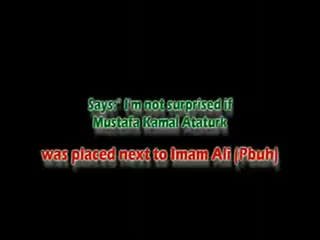 Says:" I'm not surprised if
Mustafa Kamal Ataturk
was placed next to Imam Ali (Pbuh)